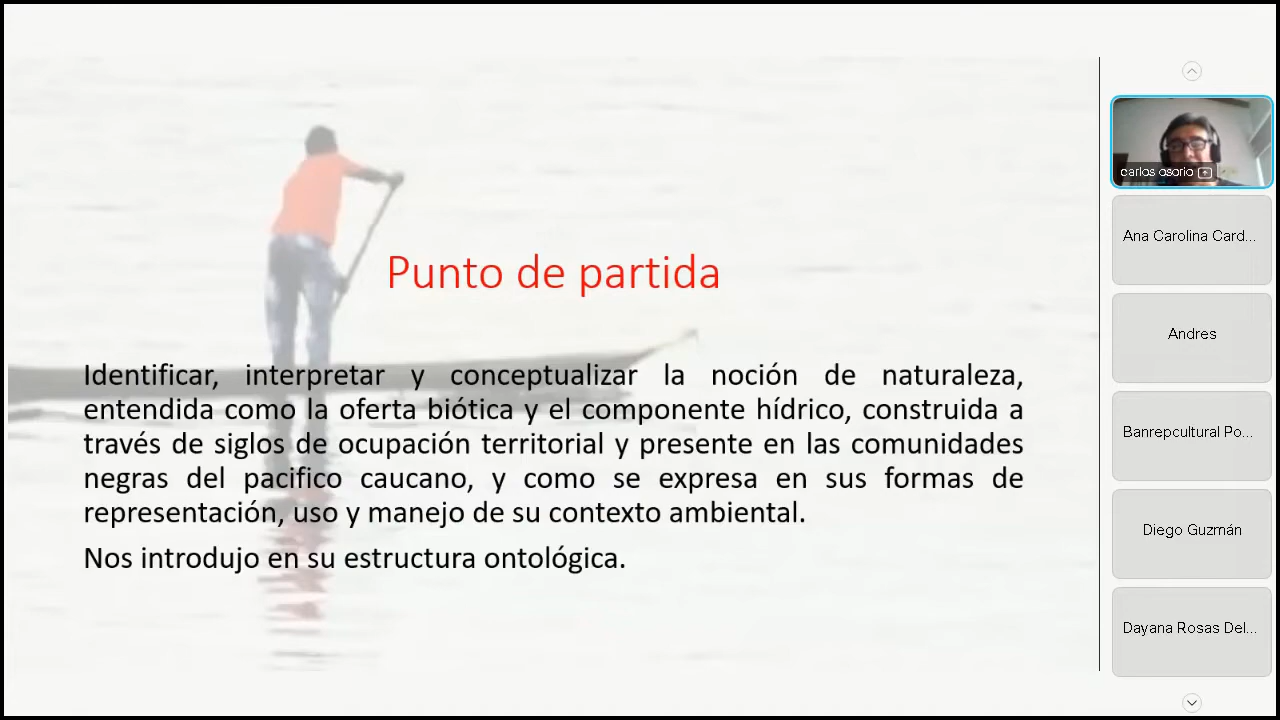 Punto de partida
Identificar, interpretar y conceptualizar la noción de naturaleza,
entendida como la oferta biótica y el componente hídrico, construida a
través de siglos de ocupación territorial y presente en las comunidades
negras del pacifico caucano, y como se expresa en sus formas de
representación, uso y manejo de su contexto ambiental.
Nos introdujo en su estructura ontológica.
carlos osorio
Ana Carolina Card...
Andres
Banrepcultural Po...
Diego Guzmán
Dayana Rosas Del...